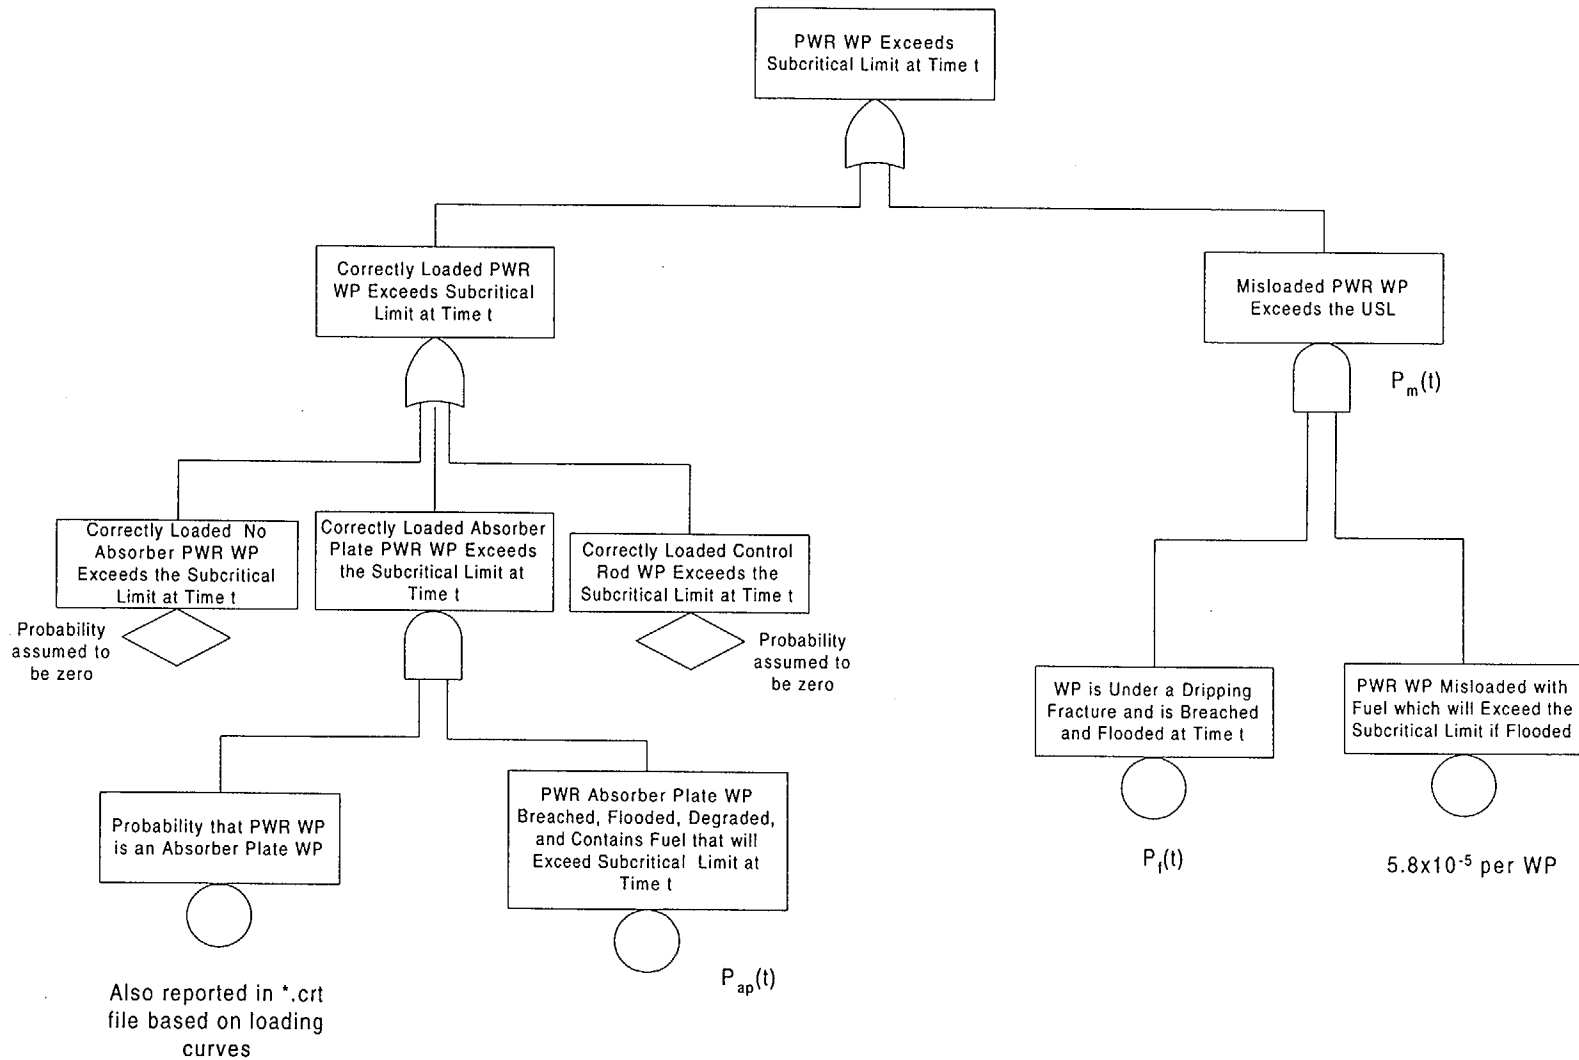 PWR WP Exceeds
Subcritical Limit at Time t
Correctly Loaded PWR
WP Exceeds Subcritical
Limit at Time t
Misloaded PWR WP
Exceeds the USL
Pm(t)
Correctly Loaded No
Absorber PWR WP
Exceeds the Subcritical
Limit at Time t
Probability
assumed to
be zero
Correctly Loaded Absorber
Plate PWR WP Exceeds
the Subcritical Limit at
Time t
Correctly Loaded Control
Rod WP Exceeds the
Subcritical Limit at Time t
Probability
assumed to
be zero
WP is Under a Dripping
Fracture and is Breached
and Flooded at Time t
Pf(t)
PWR WP Misloaded with
Fuel which will Exceed the
Subcritical Limit if Flooded
5.8x10⁻⁵ per WP
Probability that PWR WP
is an Absorber Plate WP
Also reported in *.crt
file based on loading
curves
PWR Absorber Plate WP
Breached, Flooded, Degraded,
and Contains Fuel that will
Exceed Subcritical Limit at
Time t
Pap(t)